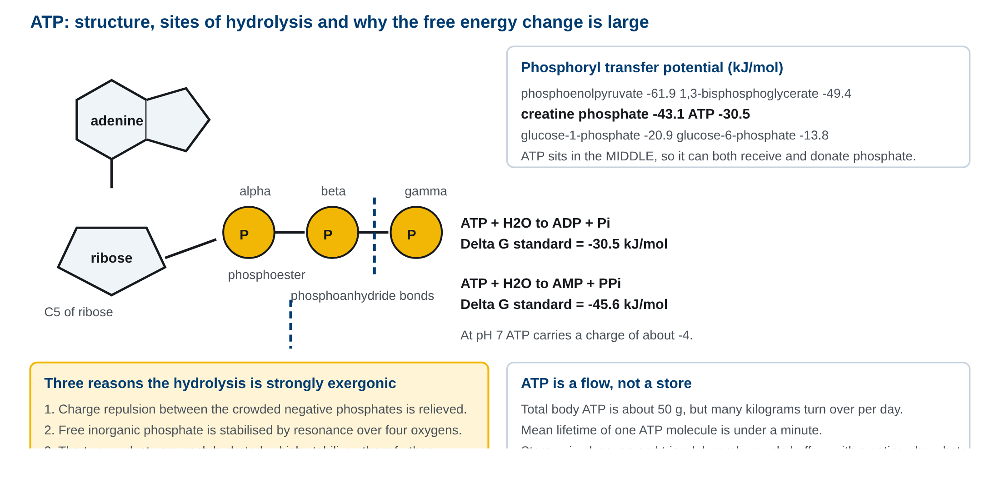 ATP: structure, sites of hydrolysis and why the free energy change is large
Phosphoryl transfer potential (kJ/mol)
phosphoenolpyruvate -61.9 1,3-bisphosphoglycerate -49.4
creatine phosphate -43.1 ATP -30.5
glucose-1-phosphate -20.9 glucose-6-phosphate -13.8
ATP sits in the MIDDLE, so it can both receive and donate phosphate.
adenine
alpha
beta
gamma
P
P
P
ribose
phosphoester
phosphoanhydride bonds
C5 of ribose
ATP + H2O to ADP + Pi
Delta G standard = -30.5 kJ/mol
ATP + H2O to AMP + PPi
Delta G standard = -45.6 kJ/mol
At pH 7 ATP carries a charge of about -4.
Three reasons the hydrolysis is strongly exergonic
1. Charge repulsion between the crowded negative phosphates is relieved.
2. Free inorganic phosphate is stabilised by resonance over four oxygens.
ATP is a flow, not a store
Total body ATP is about 50 g, but many kilograms turn over per day.
Mean lifetime of one ATP molecule is under a minute.